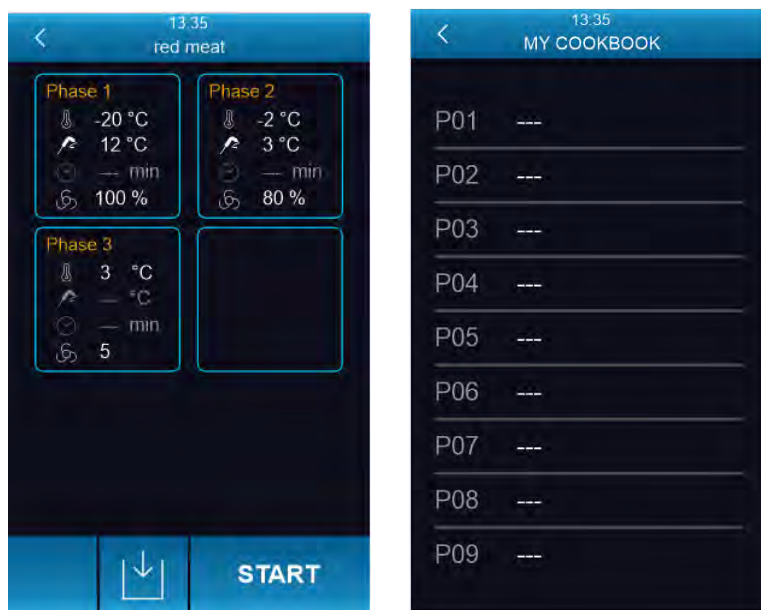 13:35
red meat
Phase 1
-20 °C
12 °C
--- min
100 %
Phase 2
-2 °C
3 °C
--- min
80 %
Phase 3
3 °C
--- °C
--- min
5
START
13:35
MY COOKBOOK
P01 ---
P02 ---
P03 ---
P04 ---
P05 ---
P06 ---
P07 ---
P08 ---
P09 ---